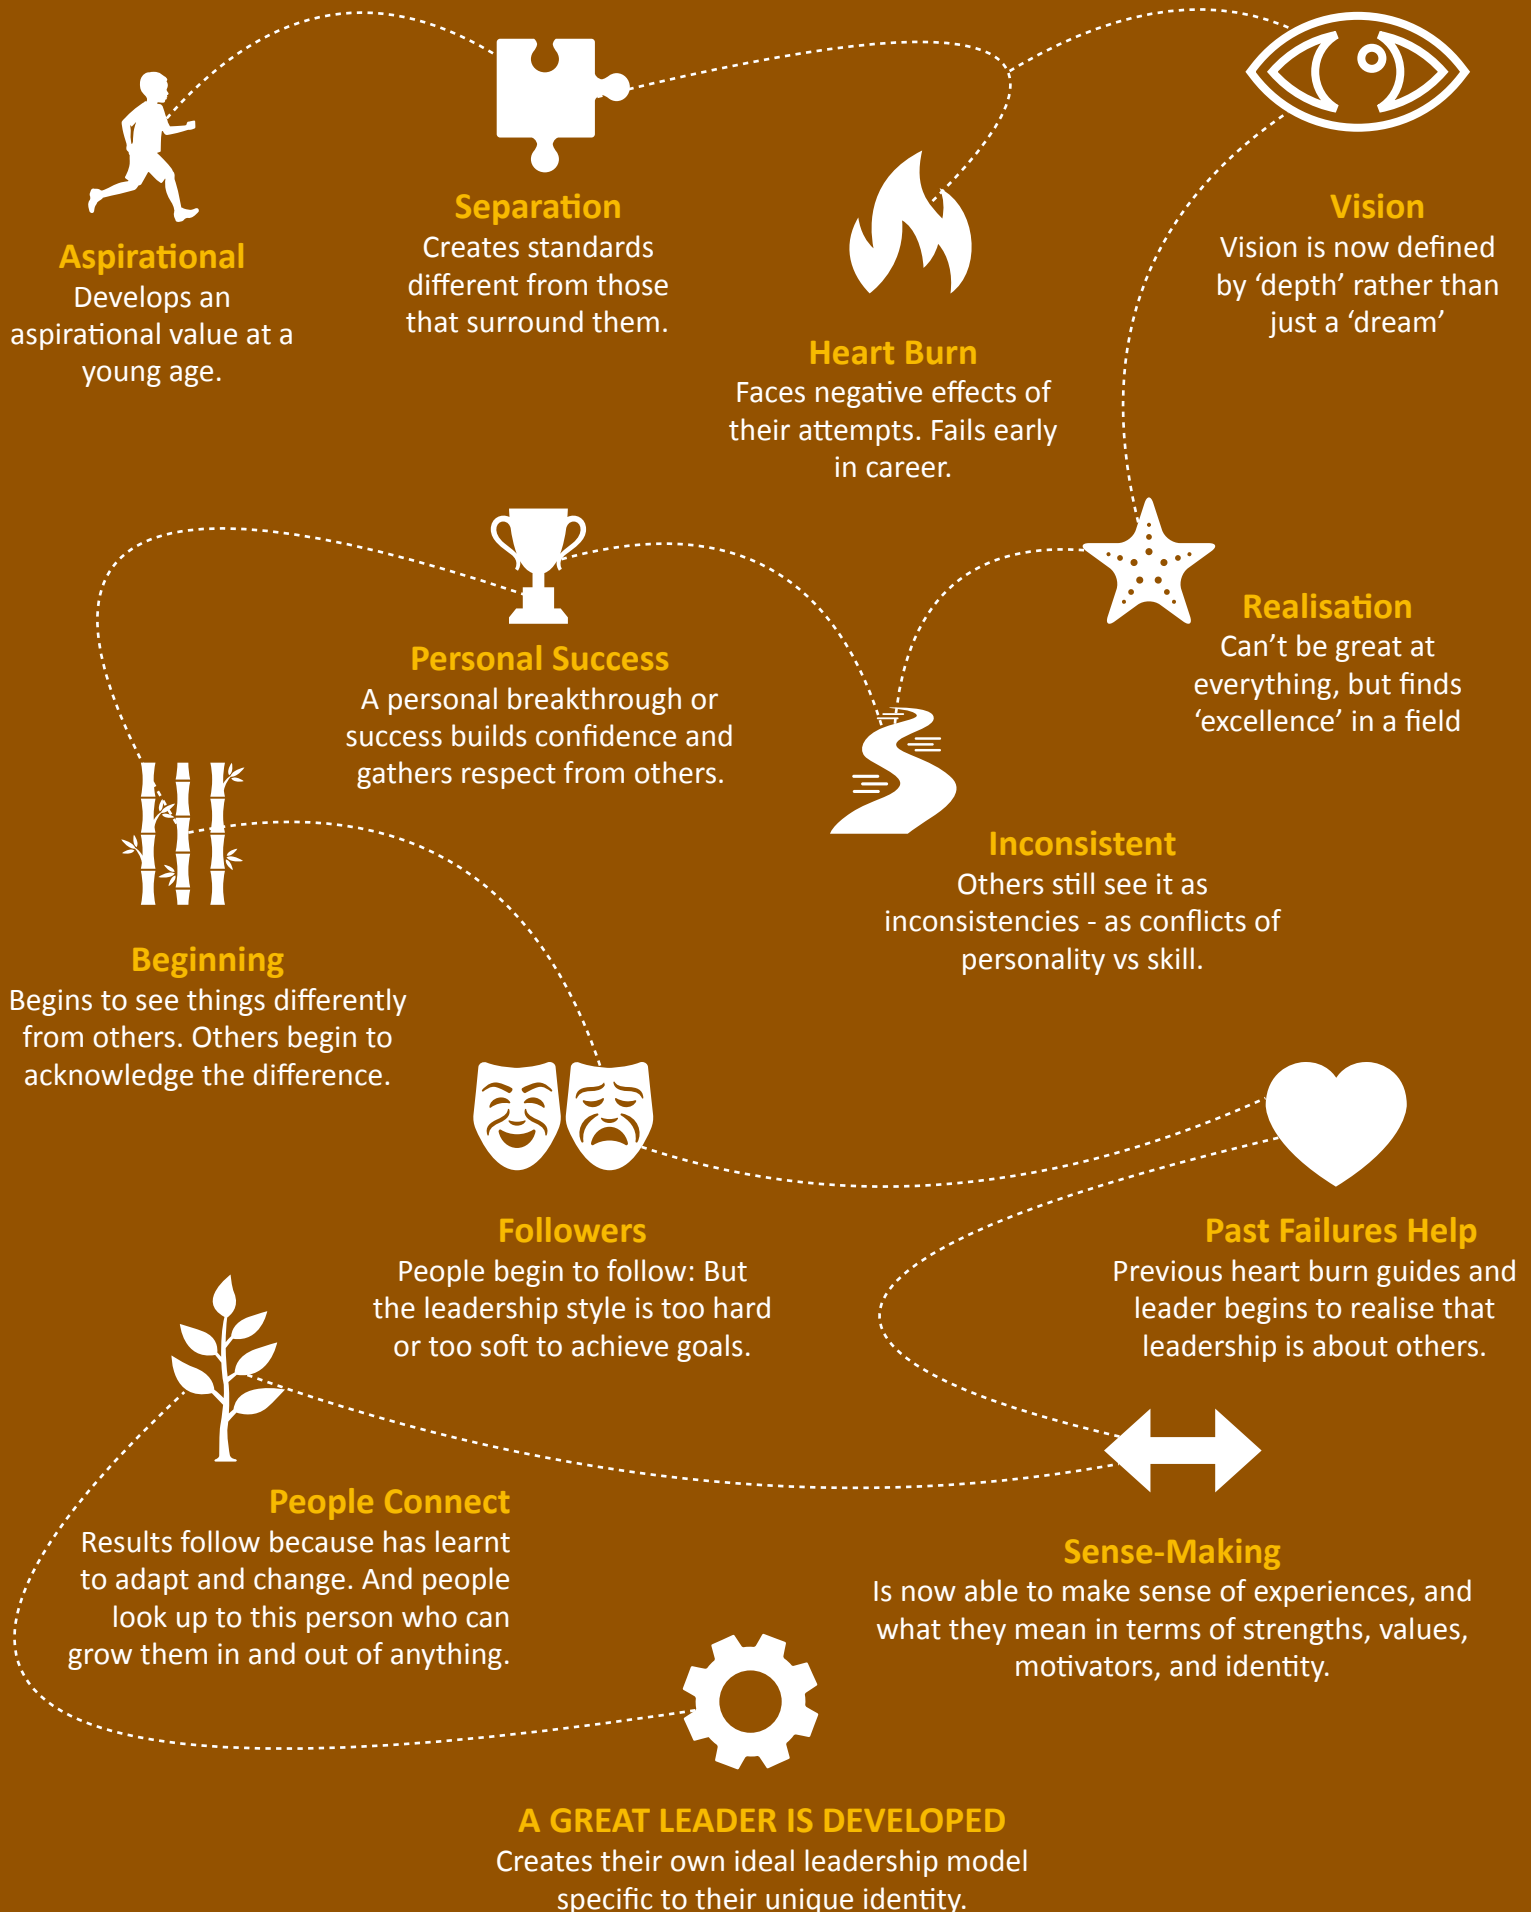 Aspirational
Develops an
aspirational value at a
young age.
Separation
Creates standards
different from those
that surround them.
Heart Burn
Faces negative effects of
their attempts. Fails early
in career.
Vision
Vision is now defined
by ‘depth’ rather than
just a ‘dream’
Realisation
Can’t be great at
everything, but finds
‘excellence’ in a field
Inconsistent
Others still see it as
inconsistencies - as conflicts of
personality vs skill.
Personal Success
A personal breakthrough or
success builds confidence and
gathers respect from others.
Beginning
Begins to see things differently
from others. Others begin to
acknowledge the difference.
Followers
People begin to follow: But
the leadership style is too hard
or too soft to achieve goals.
Past Failures Help
Previous heart burn guides and
leader begins to realise that
leadership is about others.
Sense-Making
Is now able to make sense of experiences, and
what they mean in terms of strengths, values,
motivators, and identity.
People Connect
Results follow because has learnt
to adapt and change. And people
look up to this person who can
grow them in and out of anything.
A GREAT LEADER IS DEVELOPED
Creates their own ideal leadership model
specific to their unique identity.